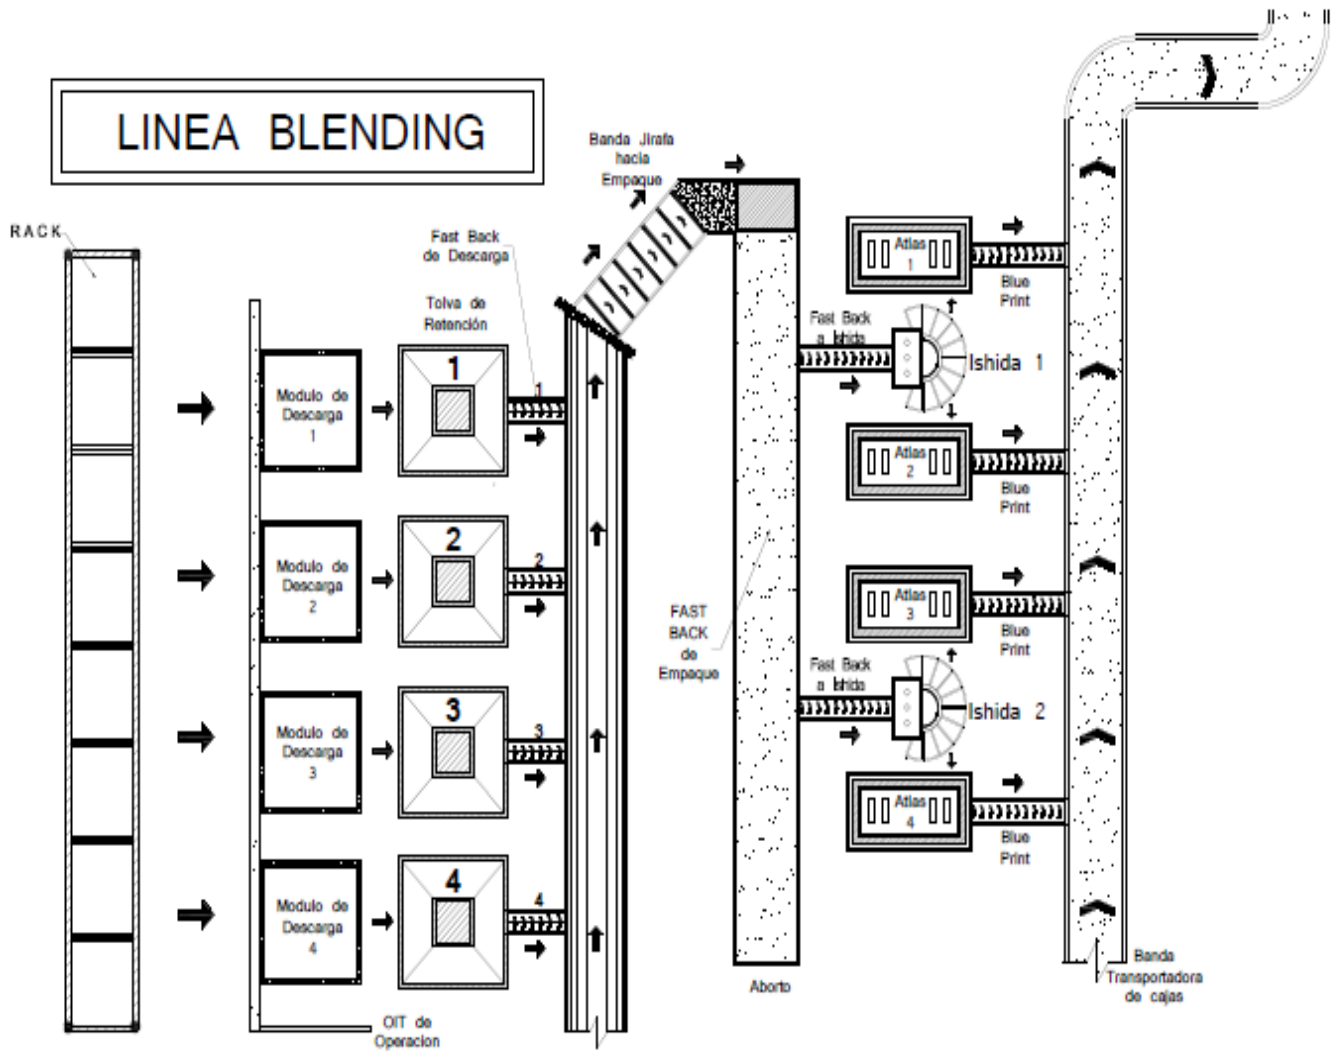 LINEA BLENDING
RACK
Modulo de
Descarga
1
Modulo de
Descarga
2
Modulo de
Descarga
3
Modulo de
Descarga
4
OIT de
Operacion
Tolva de
Retención
1
2
3
4
Fast Back
de Descarga
1
2
3
4
Banda Jirafa
hacia
Empaque
FAST
BACK
de
Empaque
Aborto
Fast Back
a Ishida
Ishida 1
Fast Back
a Ishida
Ishida 2
Atlas
1
Blue
Print
Atlas
2
Blue
Print
Atlas
3
Blue
Print
Atlas
4
Blue
Print
Banda
Transportadora
de cajas